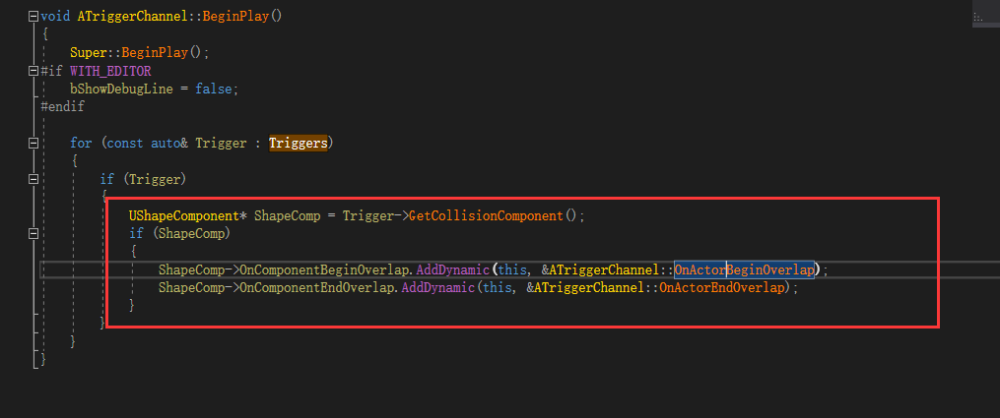 void ATriggerChannel::BeginPlay()
{
Super::BeginPlay();
#if WITH_EDITOR
bShowDebugLine = false;
#endif
for (const auto& Trigger : Triggers)
{
if (Trigger)
{
UShapeComponent* ShapeComp = Trigger->GetCollisionComponent();
if (ShapeComp)
{
ShapeComp->OnComponentBeginOverlap.AddDynamic(this, &ATriggerChannel::OnActorBeginOverlap);
ShapeComp->OnComponentEndOverlap.AddDynamic(this, &ATriggerChannel::OnActorEndOverlap);
}
}
}
}